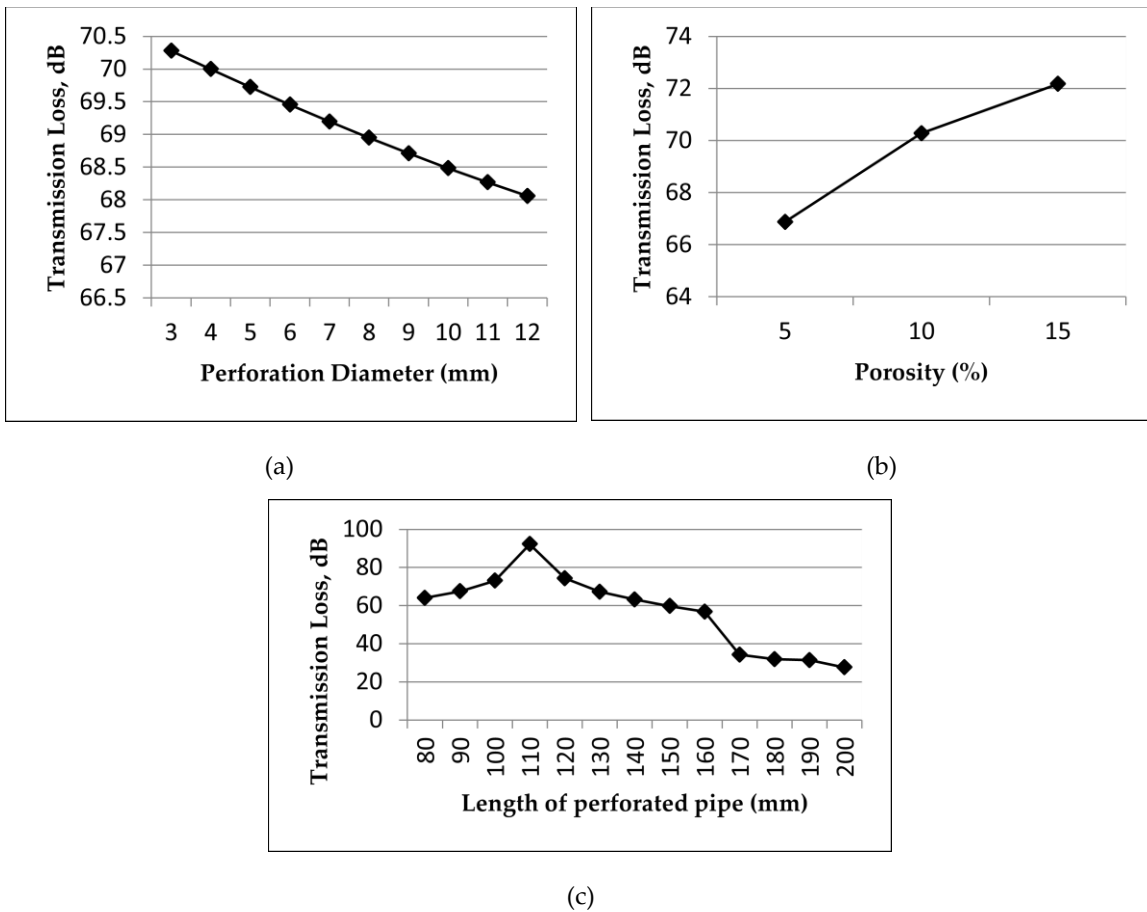 Transmission Loss, dB
70.5
70
69.5
69
68.5
68
67.5
67
66.5
3 4 5 6 7 8 9 10 11 12
Perforation Diameter (mm)
(a)
Transmission Loss, dB
74
72
70
68
66
64
5 10 15
Porosity (%)
(b)
Transmission Loss, dB
100
80
60
40
20
0
80 90 100 110 120 130 140 150 160 170 180 190 200
Length of perforated pipe (mm)
(c)